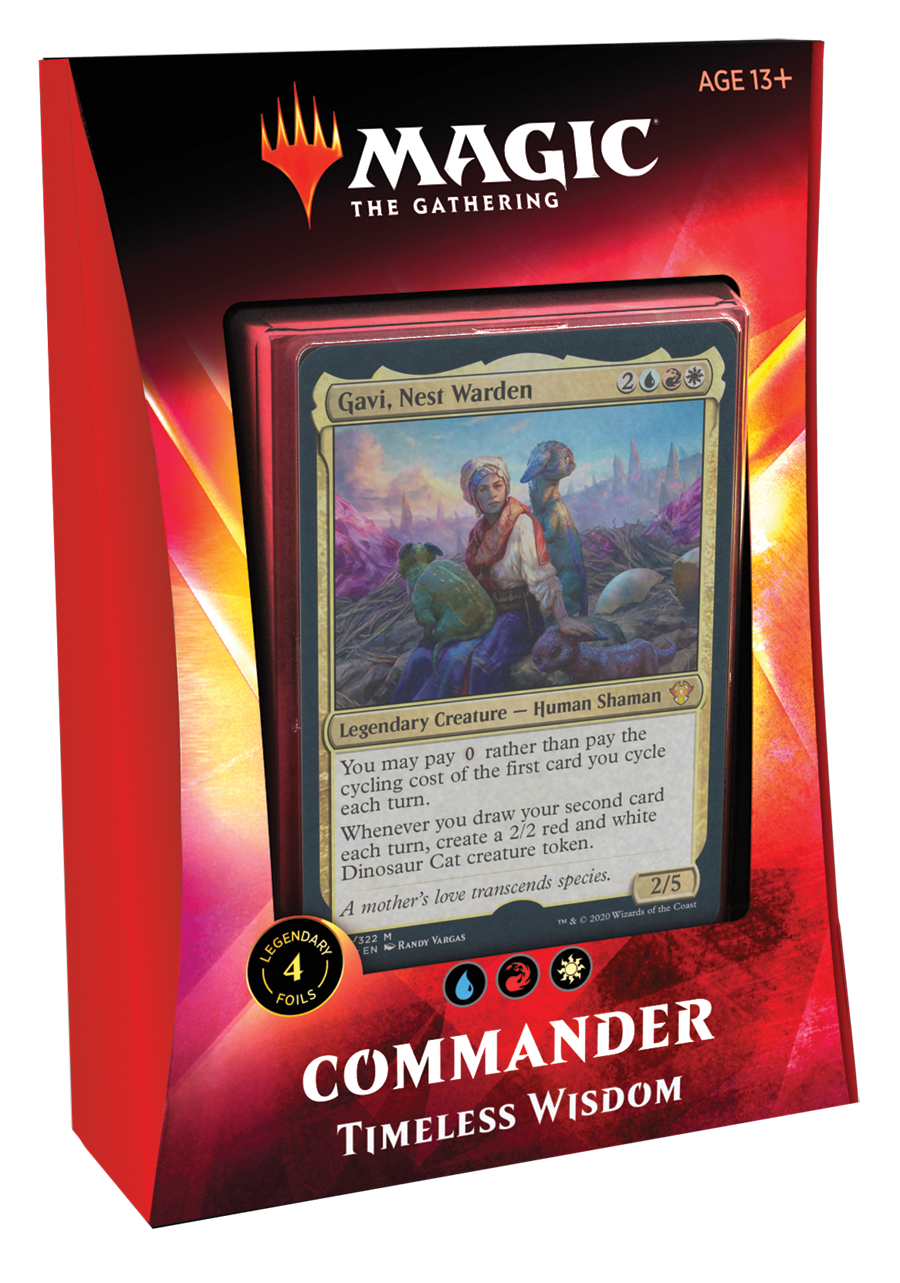 AGE 13+
MAGIC
THE GATHERING
Gavi, Nest Warden
2
Legendary Creature — Human Shaman
You may pay 0 rather than pay the
cycling cost of the first card you cycle
each turn.
Whenever you draw your second card
each turn, create a 2/2 red and white
Dinosaur Cat creature token.
A mother's love transcends species.
2/5
/322 M
EN RANDY VARGAS
™ & © 2020 Wizards of the Coast
LEGENDARY
4
FOILS
COMMANDER
TIMELESS WISDOM